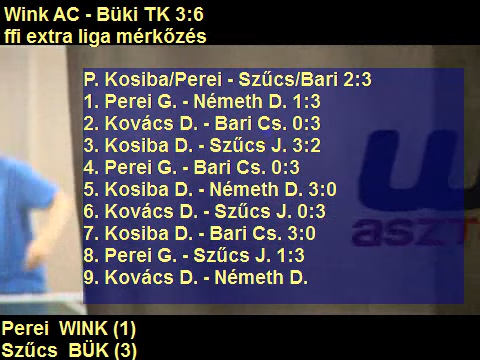 Wink AC - Büki TK 3:6
ffi extra liga mérkőzés
P. Kosiba/Perei - Szűcs/Bari 2:3
1. Perei G. - Németh D. 1:3
2. Kovács D. - Bari Cs. 0:3
3. Kosiba D. - Szűcs J. 3:2
4. Perei G. - Bari Cs. 0:3
5. Kosiba D. - Németh D. 3:0
6. Kovács D. - Szűcs J. 0:3
7. Kosiba D. - Bari Cs. 3:0
8. Perei G. - Szűcs J. 1:3
9. Kovács D. - Németh D.
Perei WINK (1)
Szűcs BÜK (3)